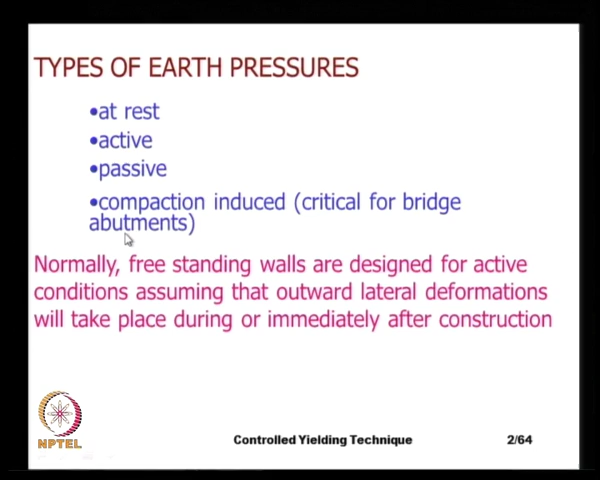 TYPES OF EARTH PRESSURES
•at rest
•active
•passive
•compaction induced (critical for bridge
abutments)
Normally, free standing walls are designed for active
conditions assuming that outward lateral deformations
will take place during or immediately after construction
NPTEL
Controlled Yielding Technique
2/64